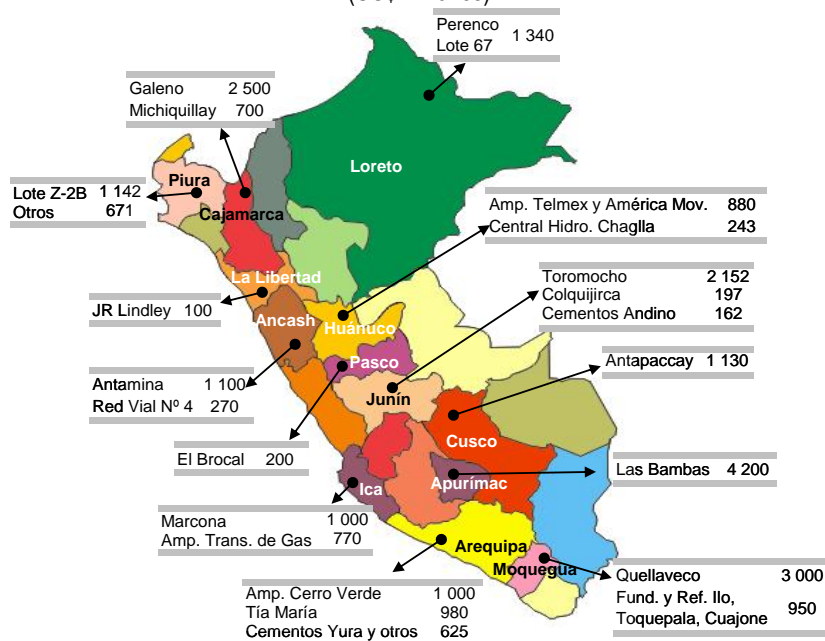 Perenco
Lote 67 1 340
Galeno 2 500
Michiquillay 700
Loreto
Piura
Lote Z-2B 1 142
Otros 671
Cajamarca
Amp. Telmex y América Mov. 880
Central Hidro. Chaglla 243
La Libertad
Toromocho 2 152
Colquijirca 197
Cementos Andino 162
JR Lindley 100
Ancash
Huánuco
Pasco
Antapaccay 1 130
Antamina 1 100
Red Vial Nº 4 270
Junín
Cusco
El Brocal 200
Las Bambas 4 200
Ica
Apurímac
Marcona 1 000
Amp. Trans. de Gas 770
Arequipa
Moquegua
Quellaveco 3 000
Fund. y Ref. Ilo,
Toquepala, Cuajone 950
Amp. Cerro Verde 1 000
Tía María 980
Cementos Yura y otros 625